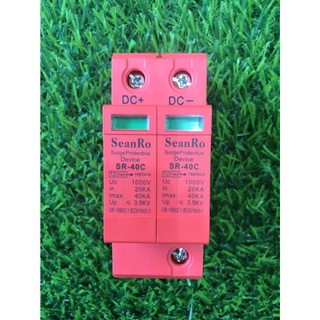 DC+ DC−
SeanRo SeanRo
Surge Protective Surge Protective
Device Device
SR-40C SR-40C
Uc 1000V Uc 1000V
In 20KA In 20KA
Imax 40KA Imax 40KA
Up < 3.5KV Up < 3.5KV